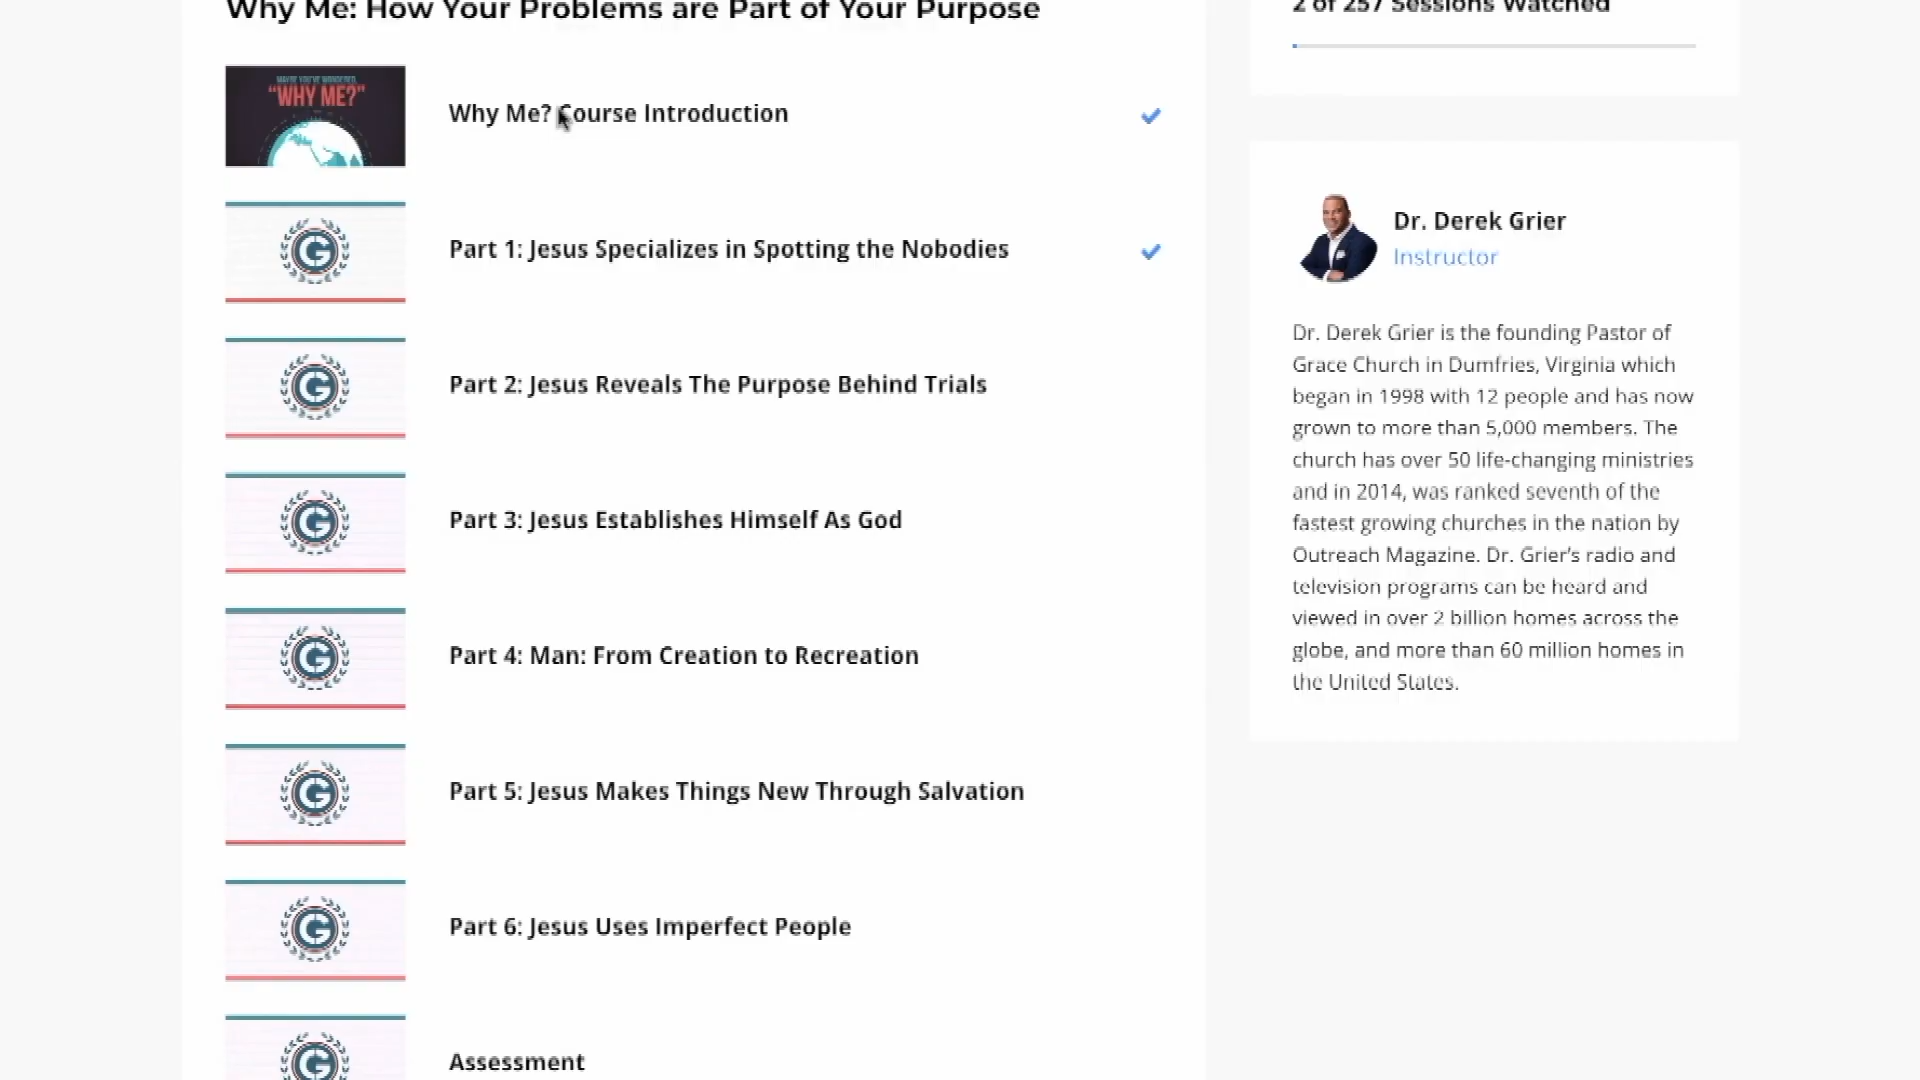 Why Me: How Your Problems are Part of Your Purpose
MAYBE YOU'VE WONDERED,
“WHY ME?”
Why Me? Course Introduction
G
Part 1: Jesus Specializes in Spotting the Nobodies
G
Part 2: Jesus Reveals The Purpose Behind Trials
G
Part 3: Jesus Establishes Himself As God
G
Part 4: Man: From Creation to Recreation
G
Part 5: Jesus Makes Things New Through Salvation
G
Part 6: Jesus Uses Imperfect People
G
Assessment
2 of 257 Sessions Watched
Dr. Derek Grier
Instructor
Dr. Derek Grier is the founding Pastor of
Grace Church in Dumfries, Virginia which
began in 1998 with 12 people and has now
grown to more than 5,000 members. The
church has over 50 life-changing ministries
and in 2014, was ranked seventh of the
fastest growing churches in the nation by
Outreach Magazine. Dr. Grier’s radio and
television programs can be heard and
viewed in over 2 billion homes across the
globe, and more than 60 million homes in
the United States.